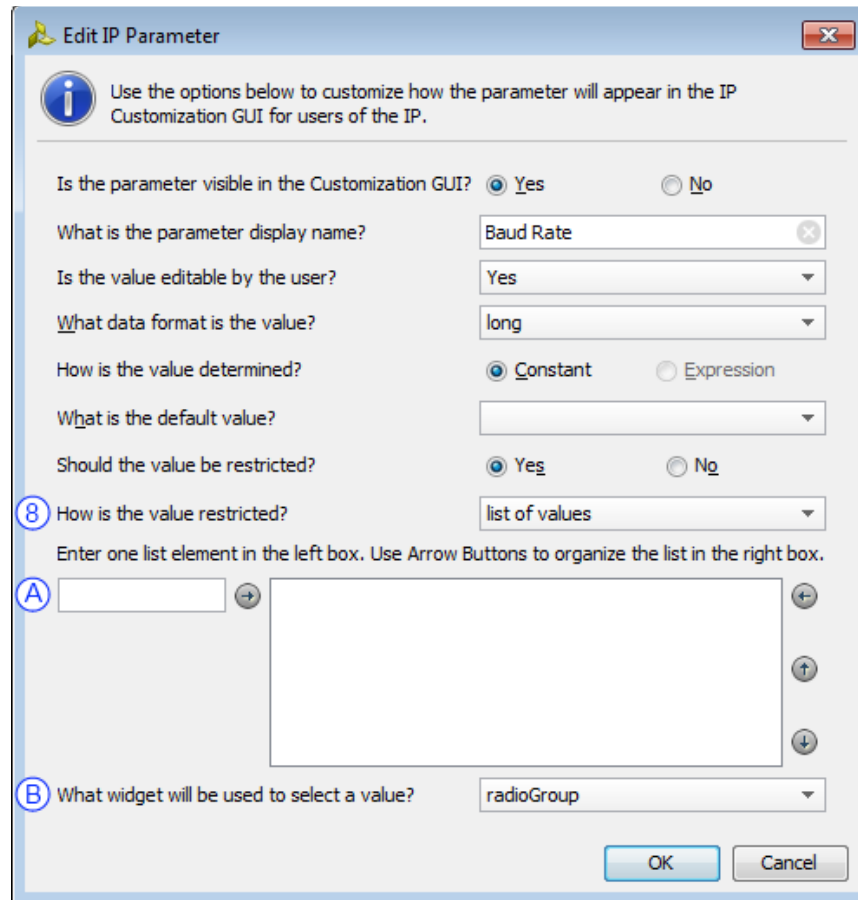 Edit IP Parameter
Use the options below to customize how the parameter will appear in the IP
Customization GUI for users of the IP.
Is the parameter visible in the Customization GUI? Yes No
What is the parameter display name? Baud Rate
Is the value editable by the user? Yes
What data format is the value? long
How is the value determined? Constant Expression
What is the default value?
Should the value be restricted? Yes No
8 How is the value restricted? list of values
Enter one list element in the left box. Use Arrow Buttons to organize the list in the right box.
A
B What widget will be used to select a value? radioGroup
OK Cancel